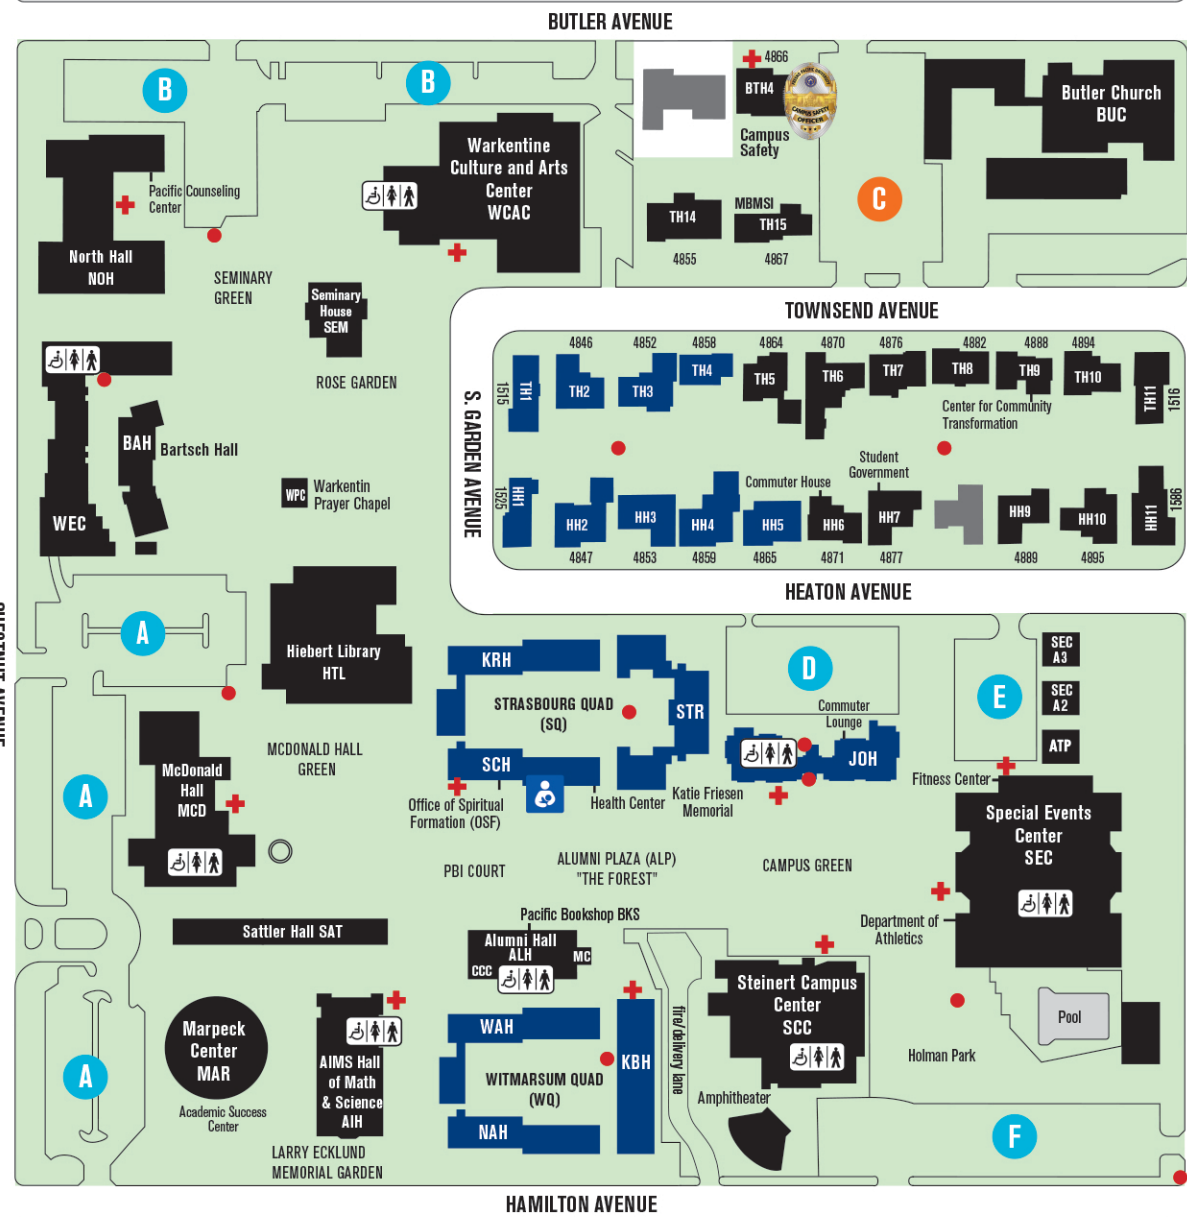 BUTLER AVENUE
B
B
4866
BTH4
CAMPUS SAFETY
OFFICER
Campus
Safety
Butler Church
BUC
Warkentine
Culture and Arts
Center
WCAC
Pacific Counseling
Center
C
North Hall
NOH
TH14
MBMSI
TH15
4855
4867
SEMINARY
GREEN
Seminary
House
SEM
TOWNSEND AVENUE
ROSE GARDEN
S. GARDEN AVENUE
4846
4852
4858
4864
4870
4876
4882
4888
4894
1515
TH1
TH2
TH3
TH4
TH5
TH6
TH7
TH8
TH9
TH10
TH11
1516
Center for Community
Transformation
BAH
Bartsch Hall
WPC
Warkentin
Prayer Chapel
WEC
Commuter House
Student
Government
1525
HH1
HH2
HH3
HH4
HH5
HH6
HH7
HH9
HH10
HH11
1586
4847
4853
4859
4865
4871
4877
4889
4895
HEATON AVENUE
A
Hiebert Library
HTL
KRH
STRASBOURG QUAD
(SQ)
STR
SCH
D
Commuter
Lounge
JOH
E
SEC
A3
SEC
A2
ATP
MCDONALD HALL
GREEN
McDonald
Hall
MCD
A
Office of Spiritual
Formation (OSF)
Health Center
Katie Friesen
Memorial
Fitness Center
Special Events
Center
SEC
PBI COURT
ALUMNI PLAZA (ALP)
"THE FOREST"
CAMPUS GREEN
Department of
Athletics
Sattler Hall SAT
Pacific Bookshop BKS
Alumni Hall
ALH
CCC
MC
Steinert Campus
Center
SCC
fire/delivery lane
Pool
Holman Park
Marpeck
Center
MAR
Academic Success
Center
AIMS Hall
of Math
& Science
AIH
A
WAH
WITMARSUM QUAD
(WQ)
KBH
NAH
Amphitheater
F
LARRY ECKLUND
MEMORIAL GARDEN
HAMILTON AVENUE